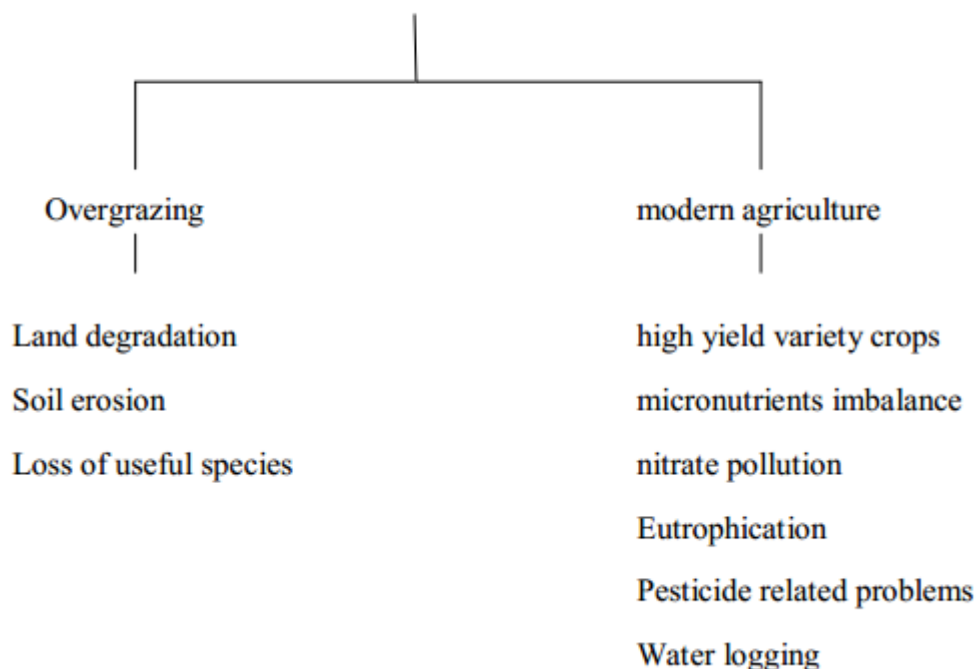 Overgrazing
modern agriculture
Land degradation
Soil erosion
Loss of useful species
high yield variety crops
micronutrients imbalance
nitrate pollution
Eutrophication
Pesticide related problems
Water logging